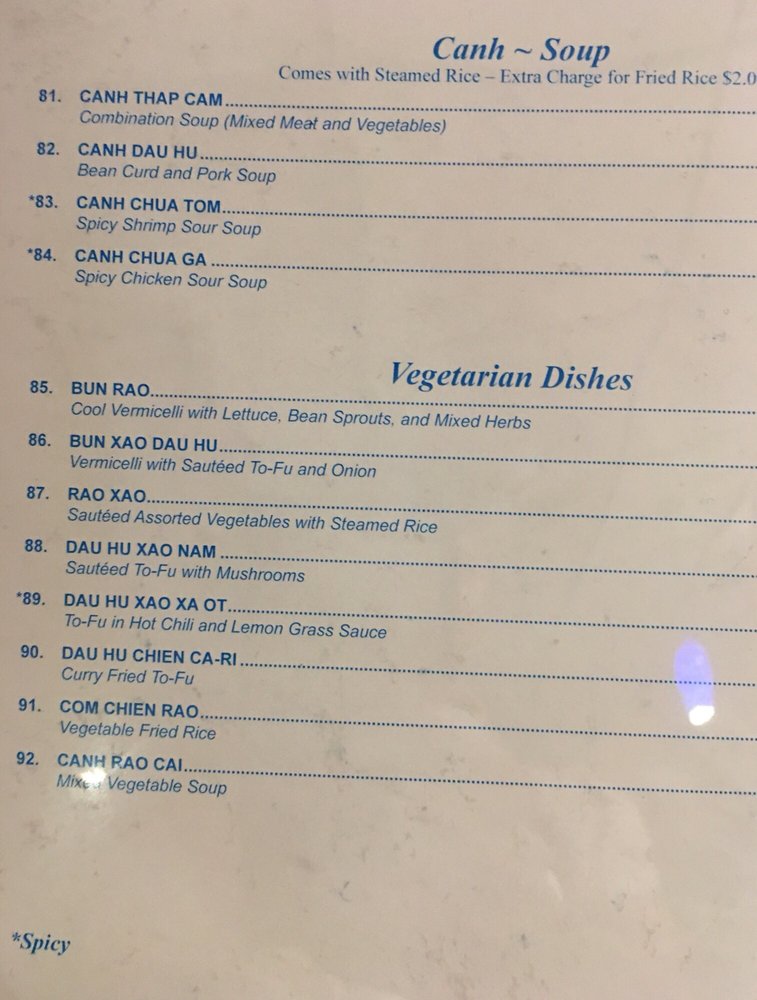 Canh ~ Soup
Comes with Steamed Rice – Extra Charge for Fried Rice $2.0
81. CANH THAP CAM
Combination Soup (Mixed Meat and Vegetables)
82. CANH DAU HU
Bean Curd and Pork Soup
*83. CANH CHUA TOM
Spicy Shrimp Sour Soup
*84. CANH CHUA GA
Spicy Chicken Sour Soup
Vegetarian Dishes
85. BUN RAO
Cool Vermicelli with Lettuce, Bean Sprouts, and Mixed Herbs
86. BUN XAO DAU HU
Vermicelli with Sautéed To-Fu and Onion
87. RAO XAO
Sautéed Assorted Vegetables with Steamed Rice
88. DAU HU XAO NAM
Sautéed To-Fu with Mushrooms
*89. DAU HU XAO XA OT
To-Fu in Hot Chili and Lemon Grass Sauce
90. DAU HU CHIEN CA-RI
Curry Fried To-Fu
91. COM CHIEN RAO
Vegetable Fried Rice
92. CANH RAO CAI
Mixed Vegetable Soup
*Spicy